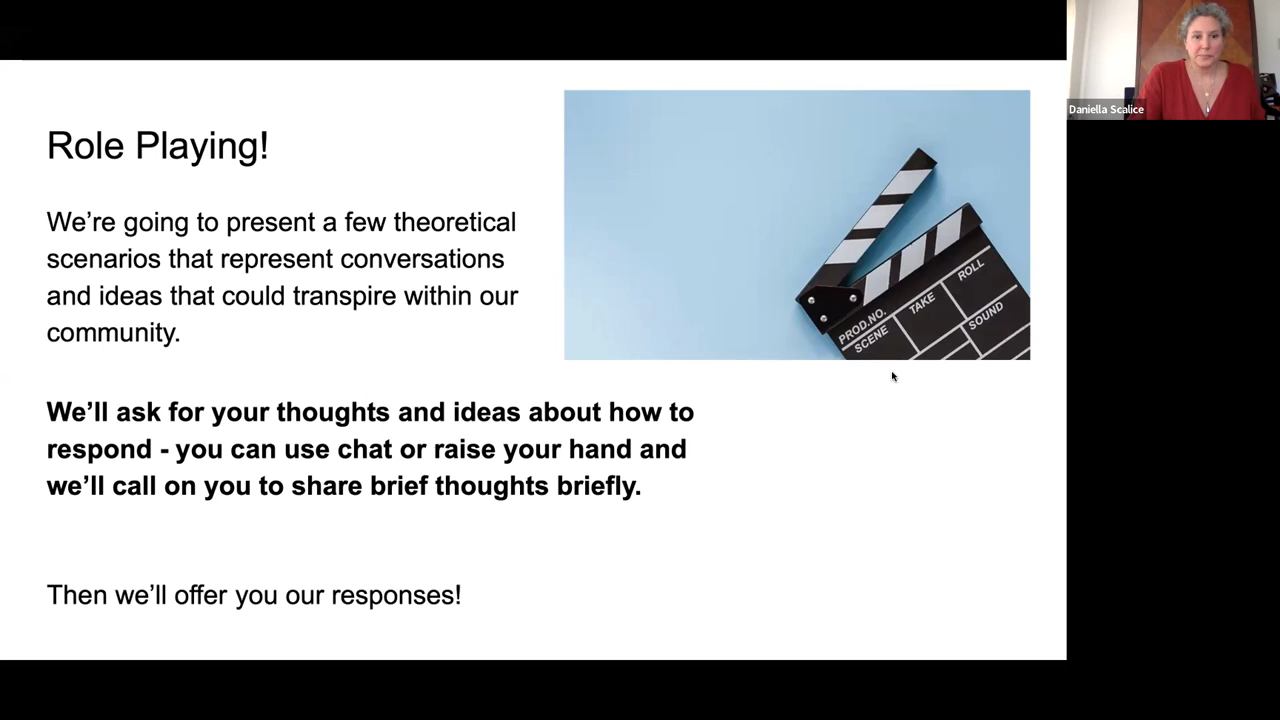 Role Playing!
We’re going to present a few theoretical
scenarios that represent conversations
and ideas that could transpire within our
community.
We’ll ask for your thoughts and ideas about how to
respond - you can use chat or raise your hand and
we’ll call on you to share brief thoughts briefly.
Then we’ll offer you our responses!
PROD.NO.
SCENE
TAKE
ROLL
SOUND
Daniella Scalice